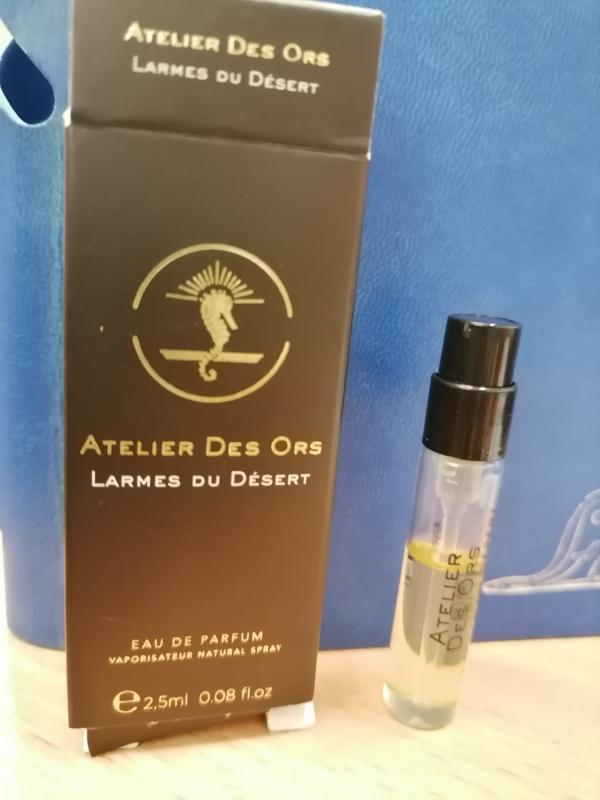 ATELIER DES ORS
LARMES DU DÉSERT
ATELIER DES ORS
LARMES DU DÉSERT
EAU DE PARFUM
VAPORISATEUR NATURAL SPRAY
e 2,5ml 0.08 fl.oz
ATELIER
DES ORS